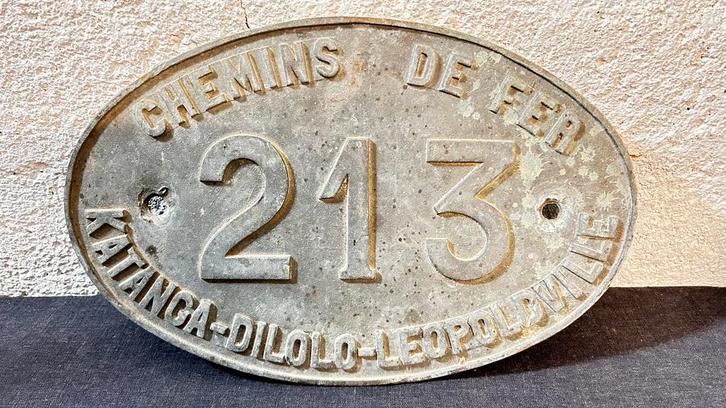 CHEMINS DE FER
213
KATANGA-DILOLO-LEOPOLDVILLE